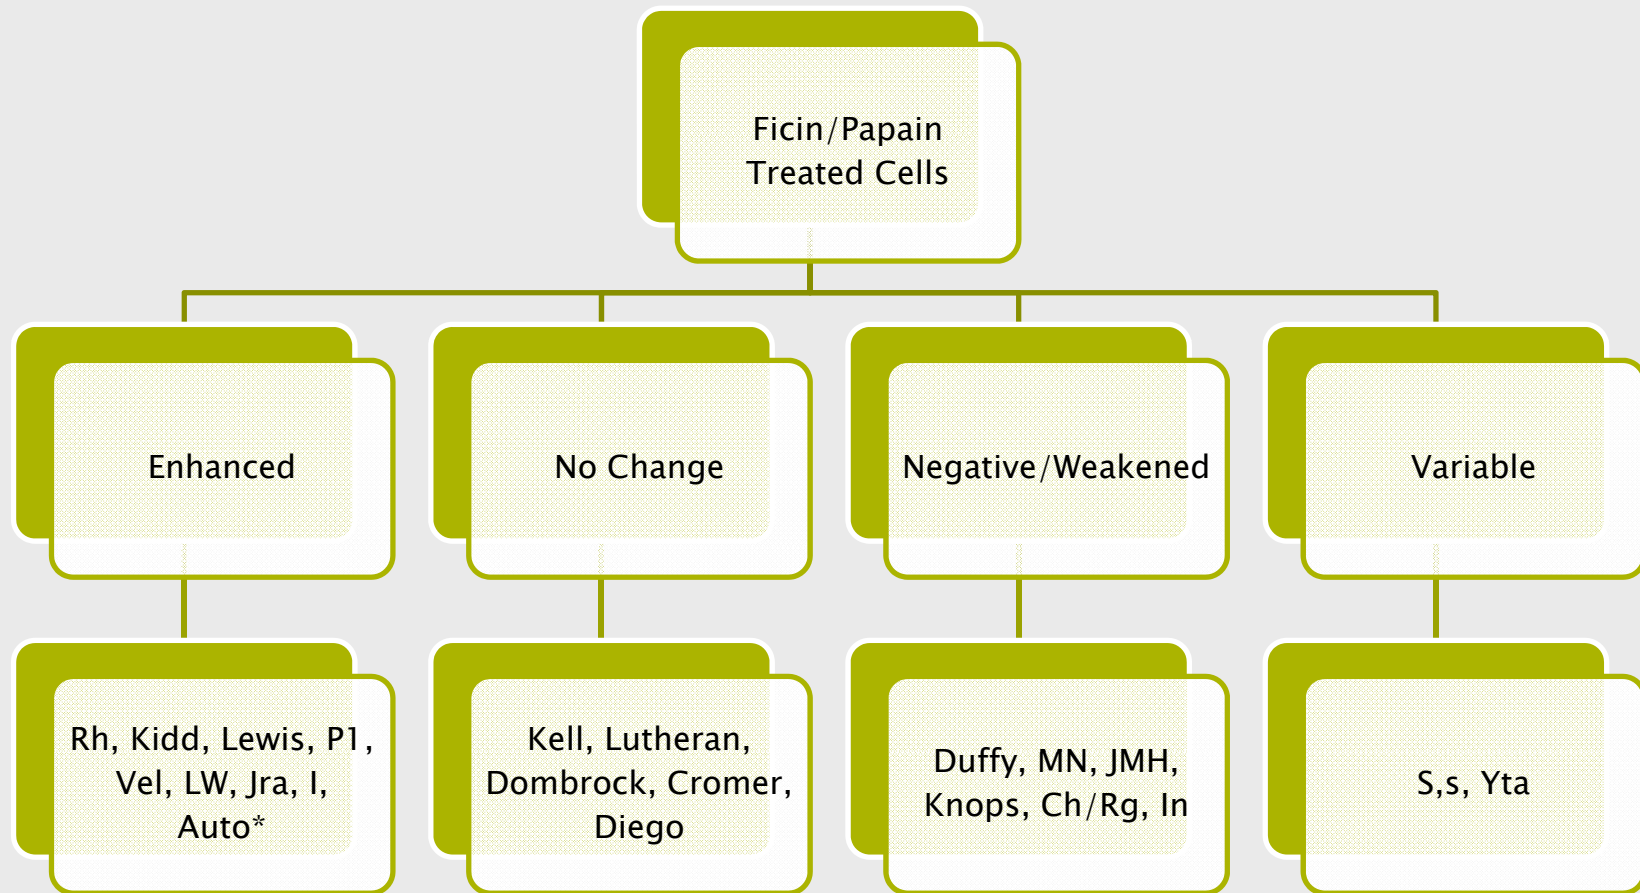 Ficin/Papain
Treated Cells
Enhanced
No Change
Negative/Weakened
Variable
Rh, Kidd, Lewis, P1,
Vel, LW, Jra, I,
Auto*
Kell, Lutheran,
Dombrock, Cromer,
Diego
Duffy, MN, JMH,
Knops, Ch/Rg, In
S,s, Yta